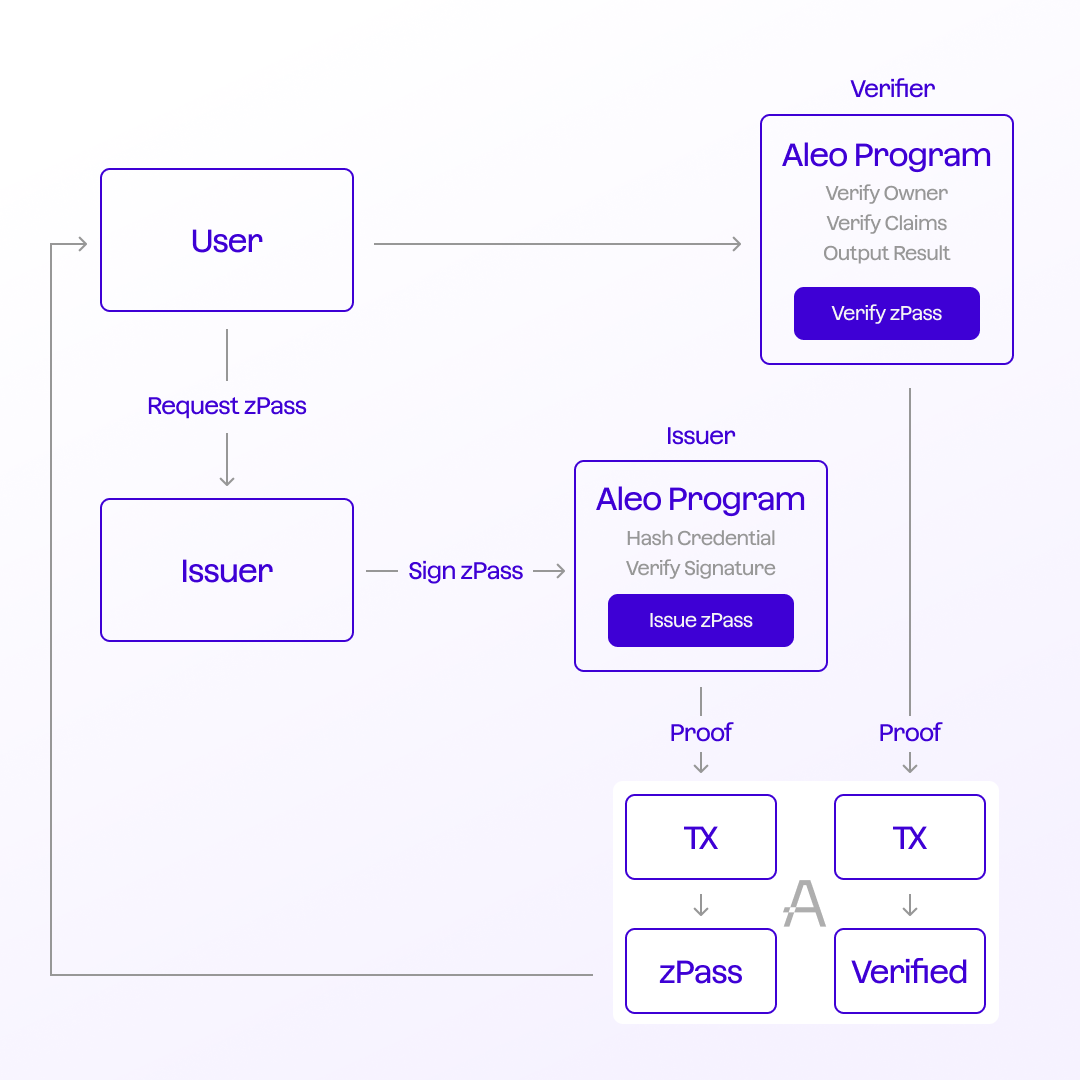 Verifier
Aleo Program
Verify Owner
Verify Claims
Output Result
Verify zPass
User
Request zPass
Issuer
Aleo Program
Hash Credential
Verify Signature
Issue zPass
Issuer
Sign zPass
Proof
Proof
TX
TX
A
zPass
Verified